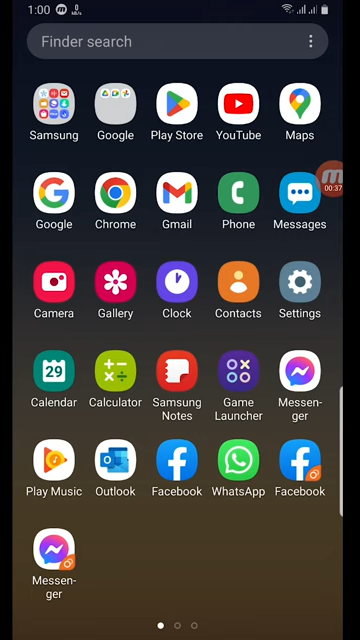 1:00
Finder search
Samsung
Google
Play Store
YouTube
Maps
00:37
Google
Chrome
Gmail
Phone
Messages
Camera
Gallery
Clock
Contacts
Settings
29
Calendar
Calculator
Samsung
Notes
Game
Launcher
Messen-
ger
Play Music
Outlook
Facebook
WhatsApp
Facebook
Messen-
ger